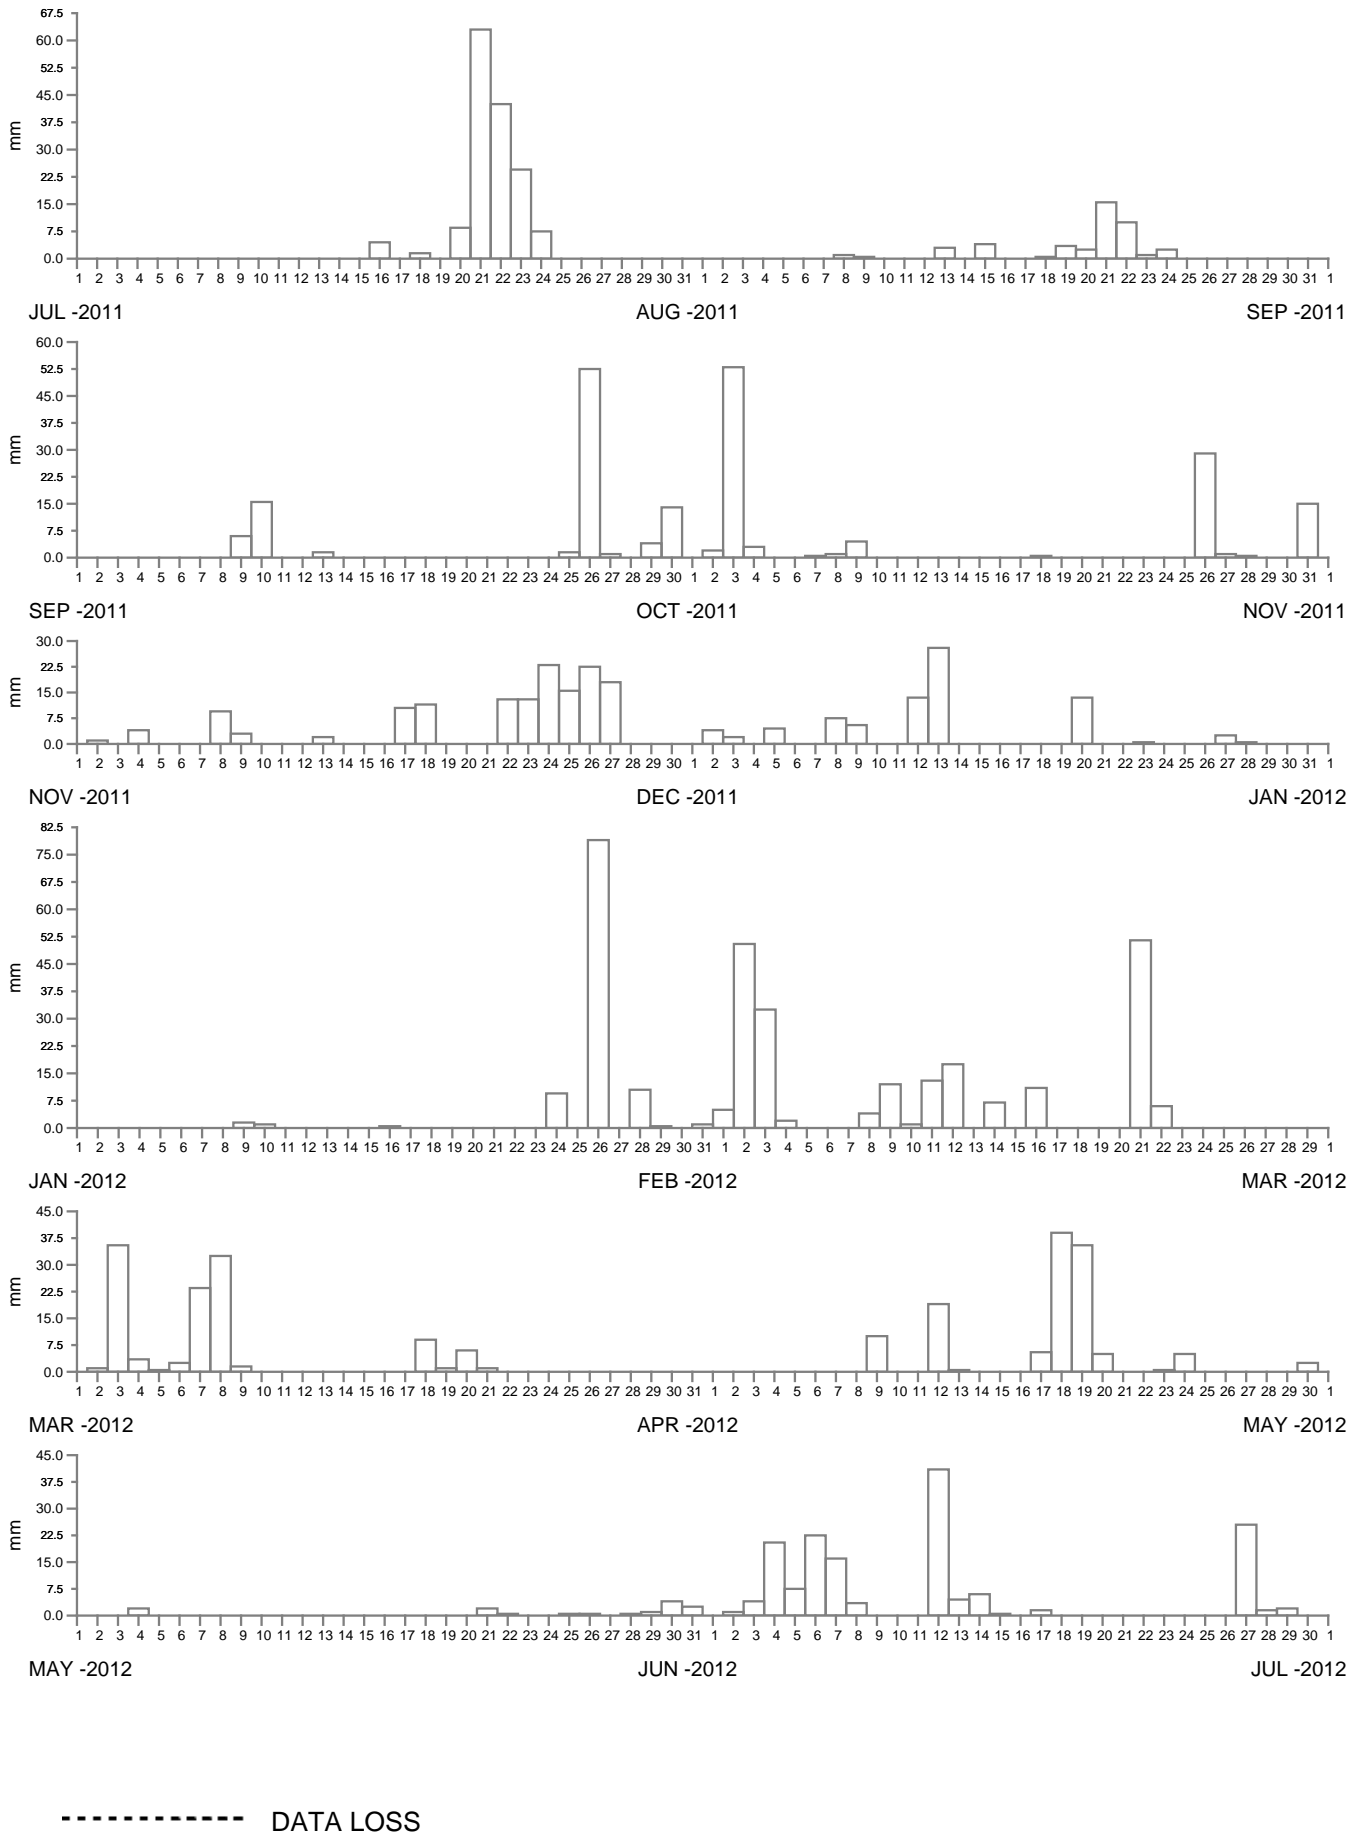 67.5
60.0
52.5
45.0
37.5
30.0
22.5
15.0
7.5
0.0
mm
1 2 3 4 5 6 7 8 9 10 11 12 13 14 15 16 17 18 19 20 21 22 23 24 25 26 27 28 29 30 31 1 2 3 4 5 6 7 8 9 10 11 12 13 14 15 16 17 18 19 20 21 22 23 24 25 26 27 28 29 30 31 1
JUL -2011 AUG -2011 SEP -2011
60.0
52.5
45.0
37.5
30.0
22.5
15.0
7.5
0.0
mm
1 2 3 4 5 6 7 8 9 10 11 12 13 14 15 16 17 18 19 20 21 22 23 24 25 26 27 28 29 30 1 2 3 4 5 6 7 8 9 10 11 12 13 14 15 16 17 18 19 20 21 22 23 24 25 26 27 28 29 30 31 1
SEP -2011 OCT -2011 NOV -2011
30.0
22.5
15.0
7.5
0.0
mm
1 2 3 4 5 6 7 8 9 10 11 12 13 14 15 16 17 18 19 20 21 22 23 24 25 26 27 28 29 30 1 2 3 4 5 6 7 8 9 10 11 12 13 14 15 16 17 18 19 20 21 22 23 24 25 26 27 28 29 30 31 1
NOV -2011 DEC -2011 JAN -2012
82.5
75.0
67.5
60.0
52.5
45.0
37.5
30.0
22.5
15.0
7.5
0.0
mm
1 2 3 4 5 6 7 8 9 10 11 12 13 14 15 16 17 18 19 20 21 22 23 24 25 26 27 28 29 30 31 1 2 3 4 5 6 7 8 9 10 11 12 13 14 15 16 17 18 19 20 21 22 23 24 25 26 27 28 29 1
JAN -2012 FEB -2012 MAR -2012
45.0
37.5
30.0
22.5
15.0
7.5
0.0
mm
1 2 3 4 5 6 7 8 9 10 11 12 13 14 15 16 17 18 19 20 21 22 23 24 25 26 27 28 29 30 31 1 2 3 4 5 6 7 8 9 10 11 12 13 14 15 16 17 18 19 20 21 22 23 24 25 26 27 28 29 30 1
MAR -2012 APR -2012 MAY -2012
45.0
37.5
30.0
22.5
15.0
7.5
0.0
mm
1 2 3 4 5 6 7 8 9 10 11 12 13 14 15 16 17 18 19 20 21 22 23 24 25 26 27 28 29 30 31 1 2 3 4 5 6 7 8 9 10 11 12 13 14 15 16 17 18 19 20 21 22 23 24 25 26 27 28 29 30 1
MAY -2012 JUN -2012 JUL -2012
DATA LOSS